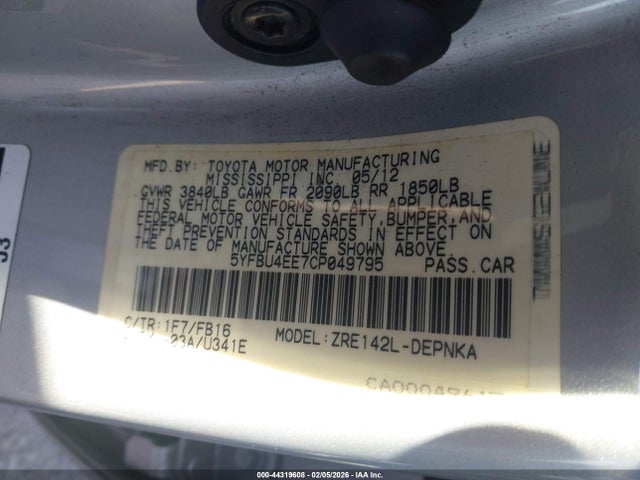 MFD.BY: TOYOTA MOTOR MANUFACTURING
MISSISSIPPI INC. 05/12
GVWR 3840LB GAWR FR 2090LB RR 1850LB
THIS VEHICLE CONFORMS TO ALL APPLICABLE
FEDERAL MOTOR VEHICLE SAFETY,BUMPER,AND
THEFT PREVENTION STANDARDS IN EFFECT ON
THE DATE OF MANUFACTURE SHOWN ABOVE.
5YFBU4EE7CP049795 PASS.CAR
C/TR:1F7/FB16
MODEL:ZRE142L-DEPNKA
-03A/U341E
000-44319608 - 02/05/2026 - IAAI Branch